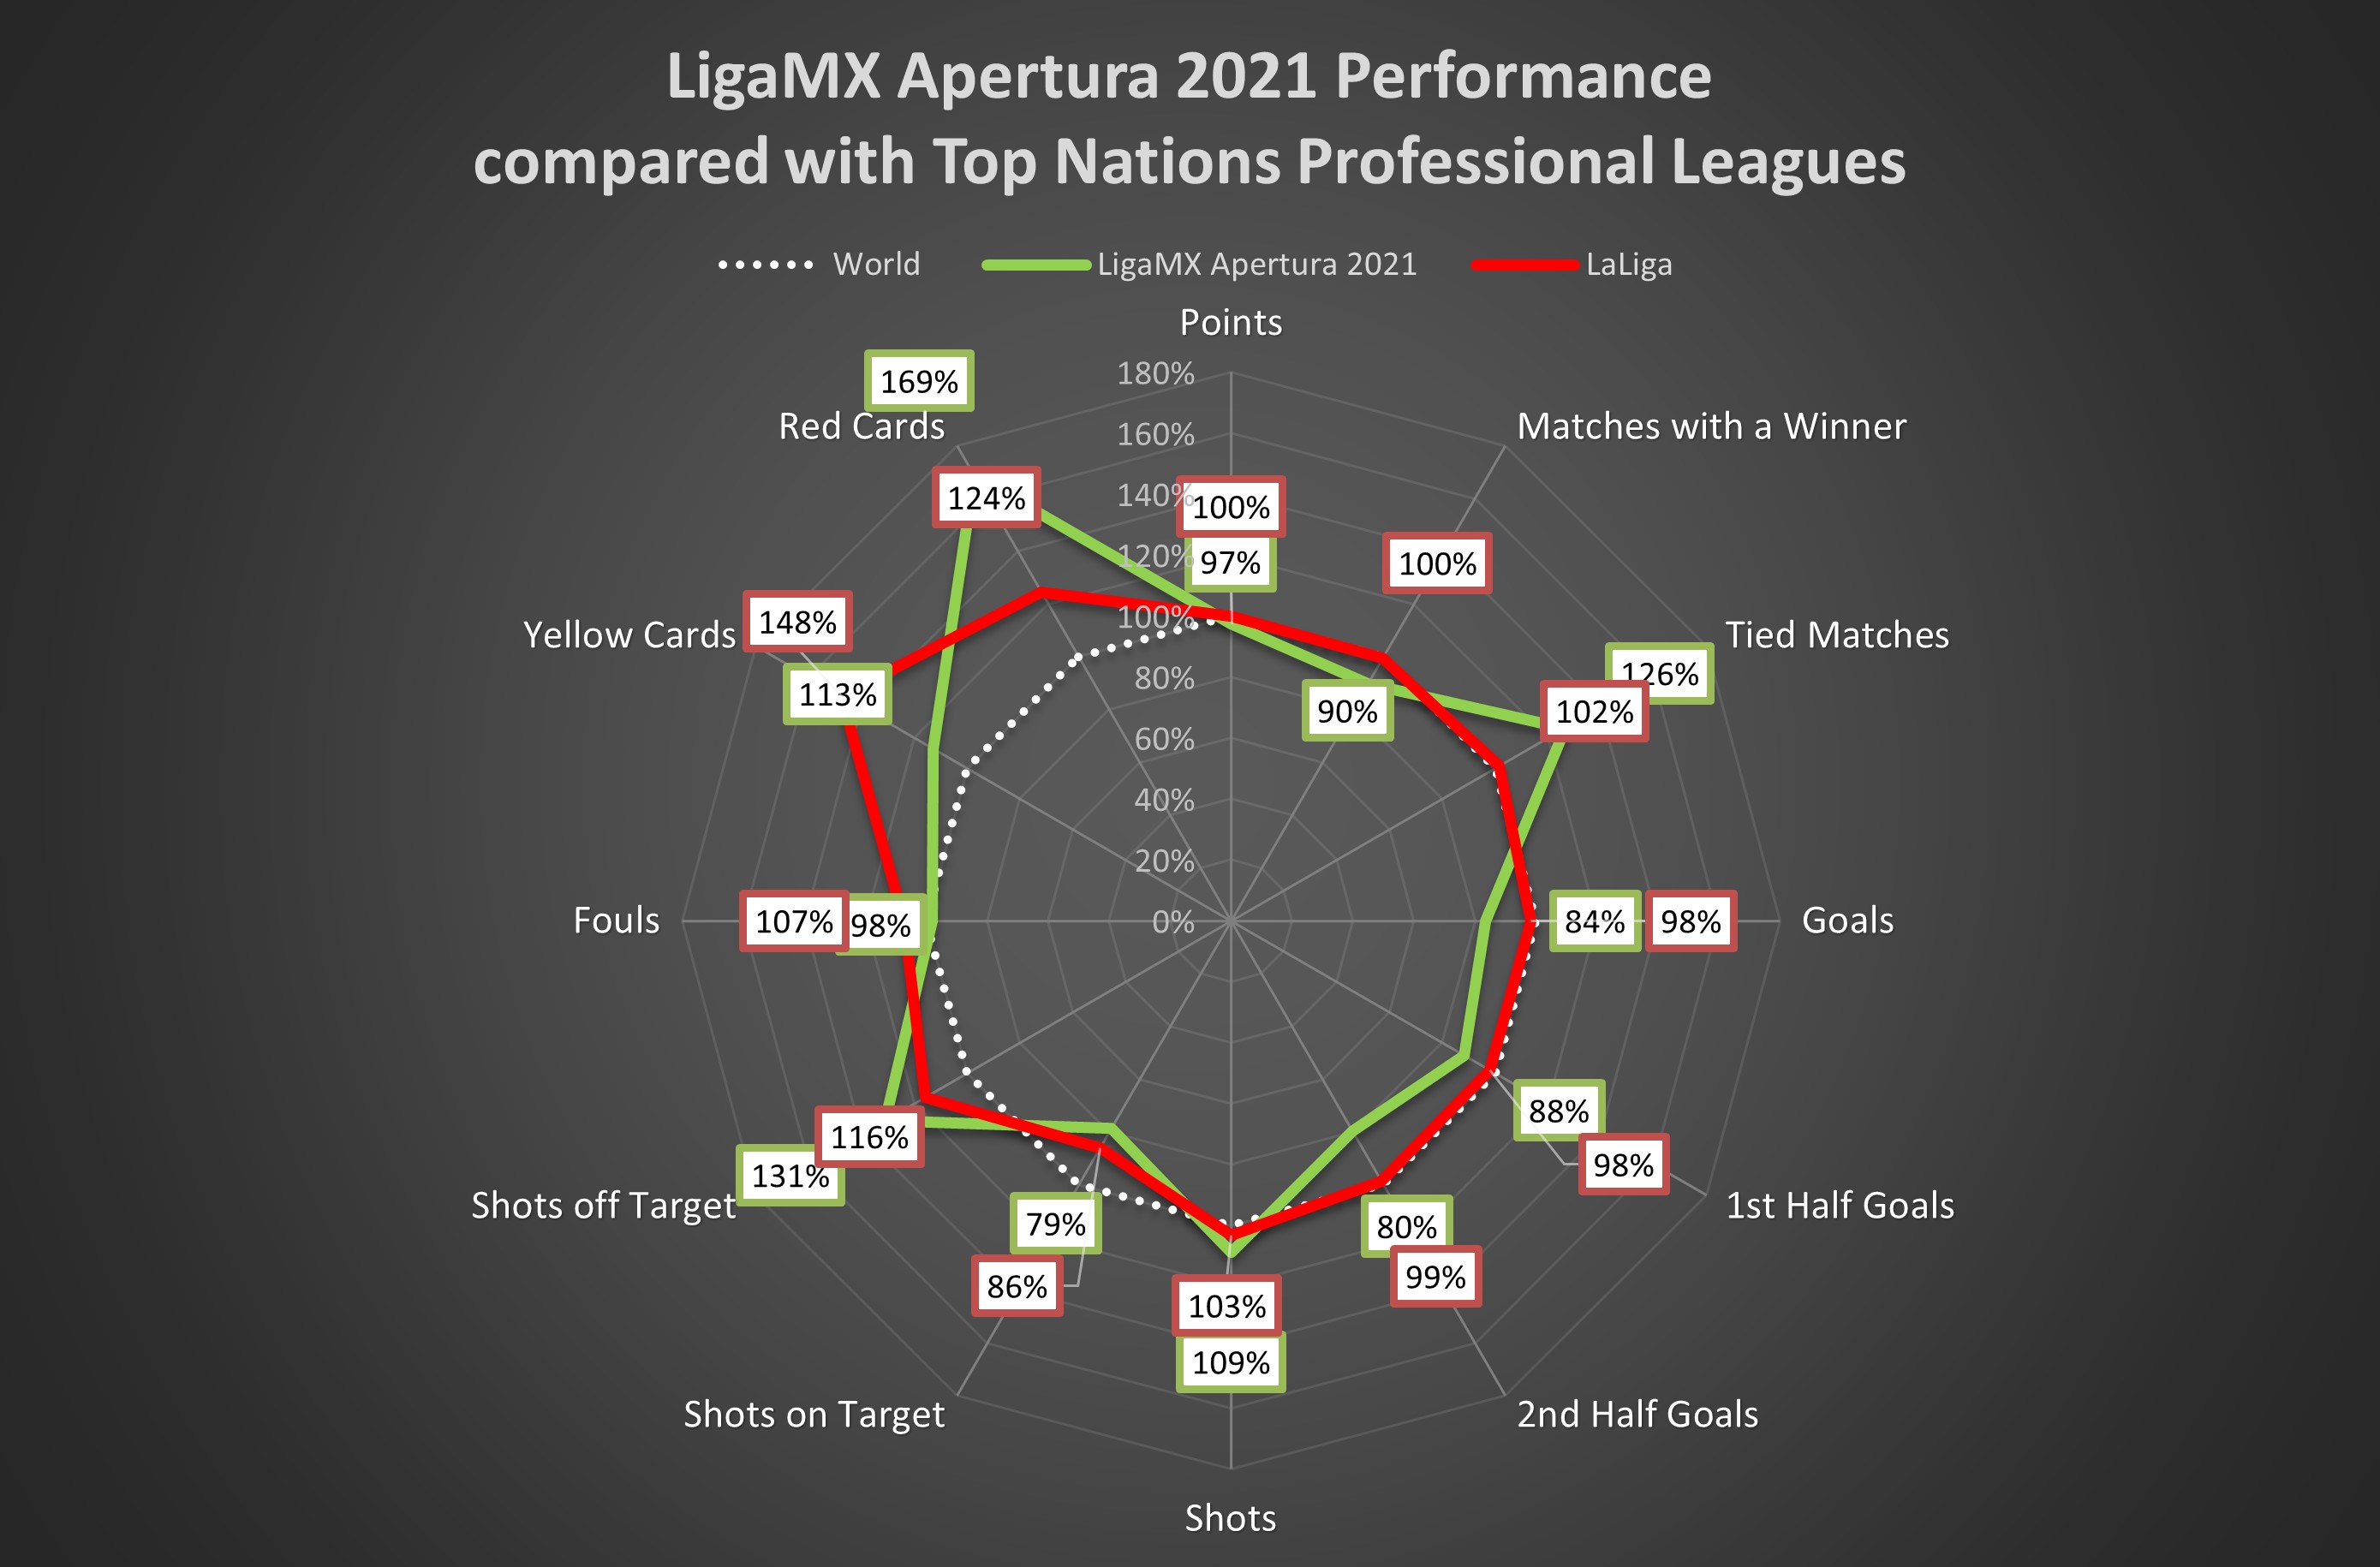 LigaMX Apertura 2021 Performance
compared with Top Nations Professional Leagues
World LigaMX Apertura 2021 LaLiga
Points
180%
169%
Red Cards
160%
Matches with a Winner
124%
140%
100%
120%
97%
100%
Yellow Cards
148%
100%
Tied Matches
126%
113%
80%
90%
102%
60%
40%
20%
Fouls
107%
98%
0%
84%
98%
Goals
88%
116%
98%
131%
Shots off Target
1st Half Goals
79%
80%
86%
99%
103%
109%
Shots on Target
2nd Half Goals
Shots